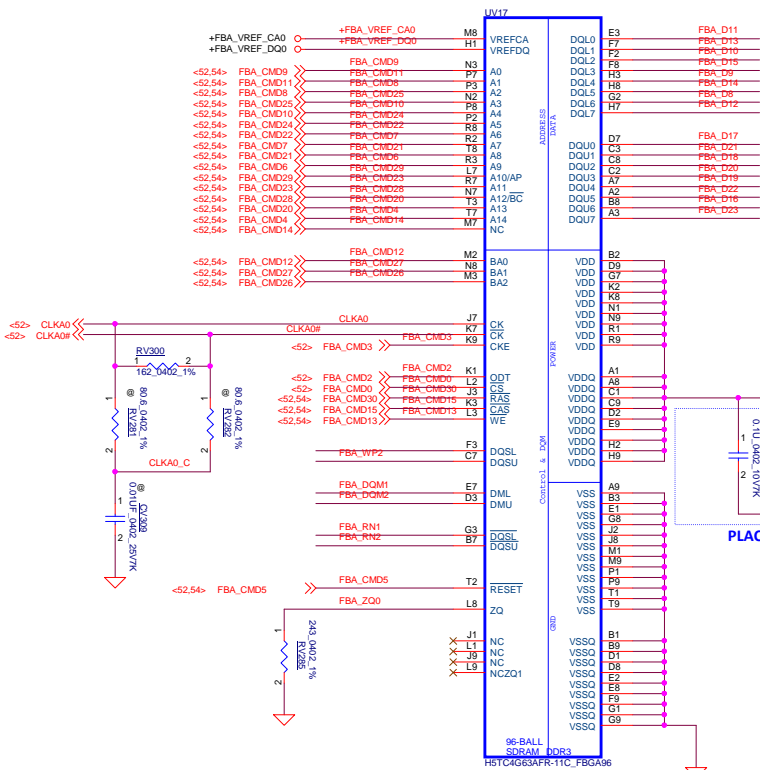 UV17
+FBA_VREF_CA0 +FBA_VREF_CA0 M8 VREFCA DQL0 E3 FBA_D11
+FBA_VREF_DQ0 +FBA_VREF_DQ0 H1 VREFDQ DQL1 F7 FBA_D13
DQL2 F2 FBA_D10
<52,54> FBA_CMD9 FBA_CMD9 N3 A0 DQL3 F8 FBA_D15
<52,54> FBA_CMD11 FBA_CMD11 P7 A1 DQL4 H3 FBA_D9
<52,54> FBA_CMD8 FBA_CMD8 P3 A2 DQL5 H8 FBA_D14
<52,54> FBA_CMD25 FBA_CMD25 N2 A3 DQL6 G2 FBA_D8
<52,54> FBA_CMD10 FBA_CMD10 P8 A4 DQL7 H7 FBA_D12
<52,54> FBA_CMD24 FBA_CMD24 P2 A5
<52,54> FBA_CMD22 FBA_CMD22 R8 A6
<52,54> FBA_CMD7 FBA_CMD7 R2 A7 DQU0 D7 FBA_D17
<52,54> FBA_CMD21 FBA_CMD21 T8 A8 DQU1 C3 FBA_D21
<52,54> FBA_CMD6 FBA_CMD6 R3 A9 DQU2 C8 FBA_D18
<52,54> FBA_CMD29 FBA_CMD29 L7 A10/AP DQU3 C2 FBA_D20
<52,54> FBA_CMD23 FBA_CMD23 R7 A11 DQU4 A7 FBA_D19
<52,54> FBA_CMD28 FBA_CMD28 N7 A12/BC DQU5 A2 FBA_D22
<52,54> FBA_CMD20 FBA_CMD20 T3 A13 DQU6 B8 FBA_D16
<52,54> FBA_CMD4 FBA_CMD4 T7 A14 DQU7 A3 FBA_D23
<52,54> FBA_CMD14 FBA_CMD14 M7 NC
ADDRESS
DATA
<52,54> FBA_CMD12 FBA_CMD12 M2 BA0 VDD B2
<52,54> FBA_CMD27 FBA_CMD27 N8 BA1 VDD D9
<52,54> FBA_CMD26 FBA_CMD26 M3 BA2 VDD G7
VDD K2
VDD K8
VDD N1
<52> CLKA0 CLKA0 J7 CK VDD N9
<52> CLKA0# CLKA0# K7 CK VDD R1
<52> FBA_CMD3 FBA_CMD3 K9 CKE VDD R9
POWER
RV300
1 2
162_0402_1%
<52> FBA_CMD2 FBA_CMD2 K1 ODT VDDQ A1
<52> FBA_CMD0 FBA_CMD0 L2 CS VDDQ A8
<52,54> FBA_CMD30 FBA_CMD30 J3 RAS VDDQ C1
<52,54> FBA_CMD15 FBA_CMD15 K3 CAS VDDQ C9
<52,54> FBA_CMD13 FBA_CMD13 L3 WE VDDQ D2
VDDQ E9
VDDQ
VDDQ H2
VDDQ H9
@
1
2
80.6_0402_1%
RV281
@
1
2
80.6_0402_1%
RV282
0.1U_0402_10V7K
1
2
FBA_WP2 F3 DQSL
C7 DQSU
CLKA0_C
Control & DQM
FBA_DQM1 E7 DML VSS A9
FBA_DQM2 D3 DMU VSS B3
VSS E1
VSS G8
FBA_RN1 G3 DQSL VSS J2
FBA_RN2 B7 DQSU VSS J8
VSS M1
VSS M9
VSS P1
<52,54> FBA_CMD5 FBA_CMD5 T2 RESET VSS P9
VSS T1
FBA_ZQ0 L8 ZQ VSS T9
@
1
2
0.01UF_0402_25V7K
CV309
PLAC
GND
1
2
243_0402_1%
RV285
J1 NC VSSQ B1
L1 NC VSSQ B9
J9 NC VSSQ D1
L9 NCZQ1 VSSQ D8
VSSQ E2
VSSQ E8
VSSQ F9
VSSQ G1
VSSQ G9
96-BALL
SDRAM DDR3
H5TC4G63AFR-11C_FBGA96